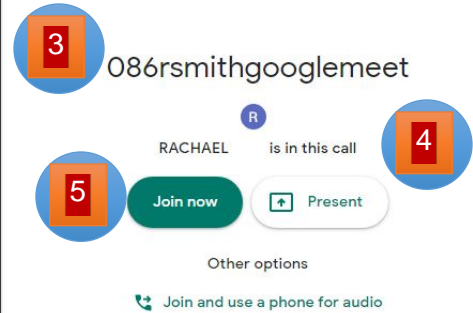 3
086rsmithgooglemeet
R
RACHAEL is in this call
4
5
Join now Present
Other options
Join and use a phone for audio